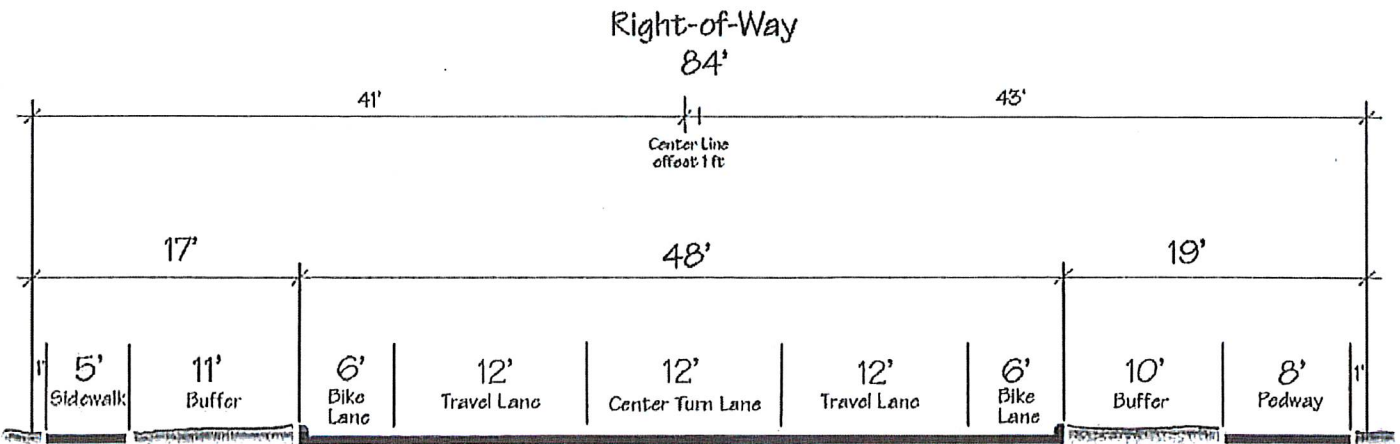 Right-of-Way
84'
41'
43'
Center Line
offset 1 ft
17'
48'
19'
1'
5'
Sidewalk
11'
Buffer
6'
Bike
Lane
12'
Travel Lane
12'
Center Turn Lane
12'
Travel Lane
6'
Bike
Lane
10'
Buffer
8'
Pedway
1'